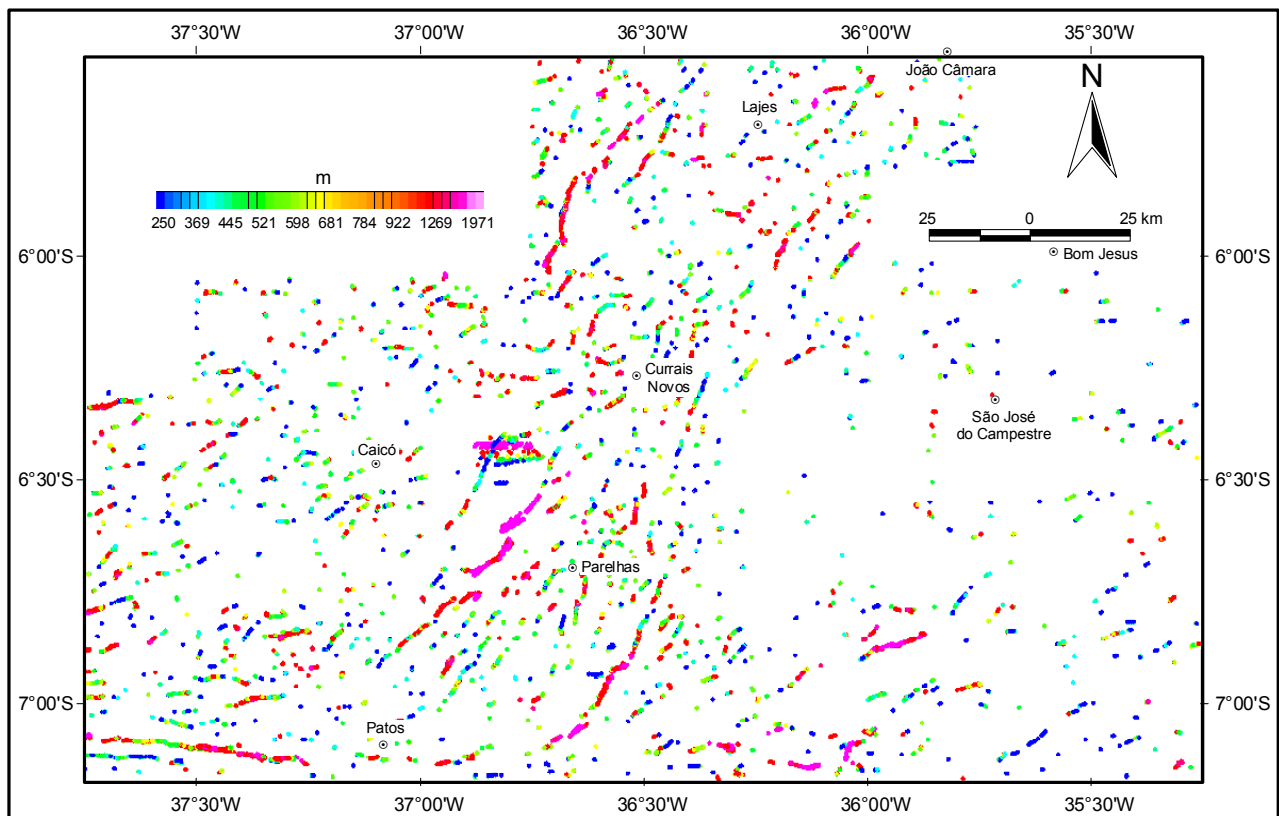 37°30'W 37°00'W 36°30'W 36°00'W 35°30'W
João Câmara
N
Lajes
m
250 369 445 521 598 681 784 922 1269 1971
25 0 25 km
6°00'S Bom Jesus 6°00'S
Currais
Novos
São José
do Campestre
Caicó
6°30'S 6°30'S
Parelhas
7°00'S 7°00'S
Patos
37°30'W 37°00'W 36°30'W 36°00'W 35°30'W